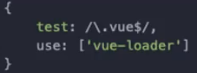 {
test: /\.vue$/,
use: ['vue-loader']
}